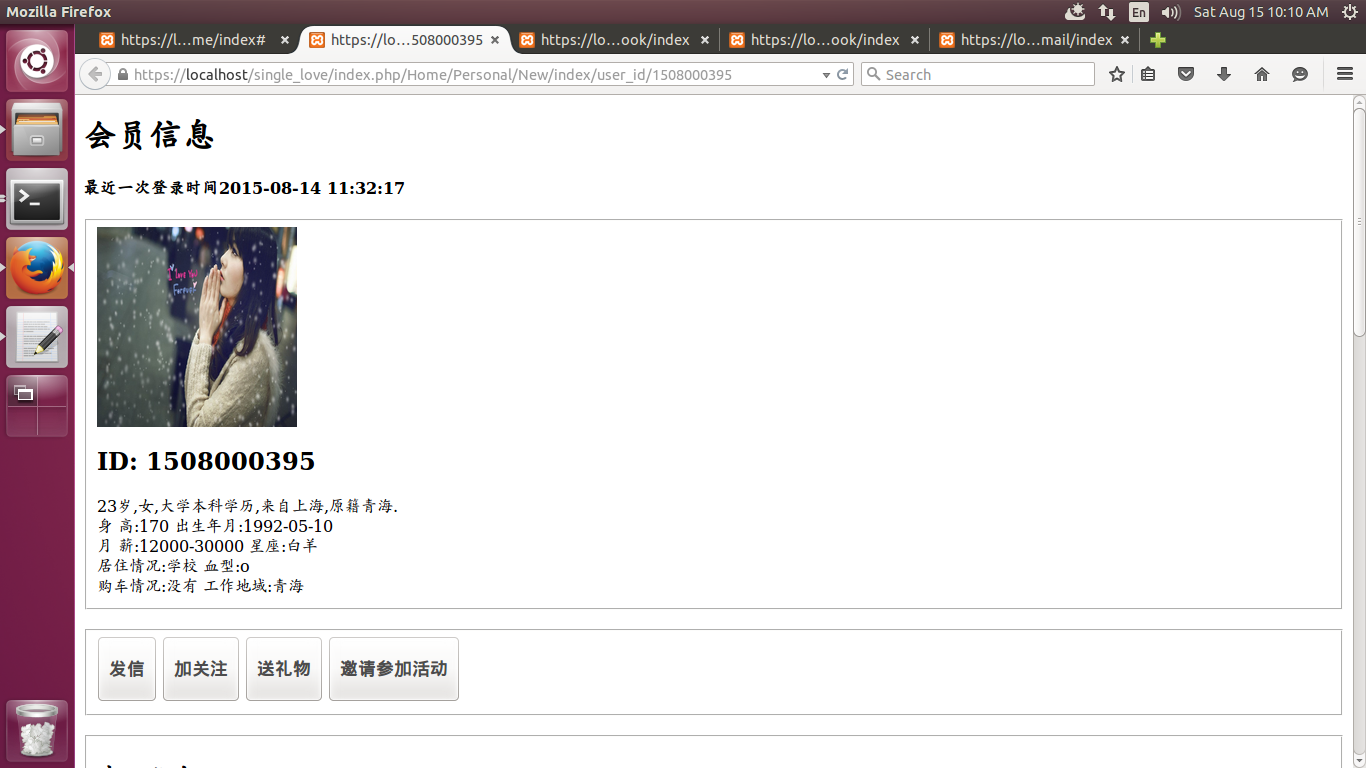 Mozilla Firefox
En
Sat Aug 15 10:10 AM
https://l...me/index#
https://lo...508000395
https://lo...ook/index
https://lo...ook/index
https://lo...mail/index
https://localhost/single_love/index.php/Home/Personal/New/index/user_id/1508000395
Search
会员信息
最近一次登录时间2015-08-14 11:32:17
I love You
Forever
ID: 1508000395
23岁,女,大学本科学历,来自上海,原籍青海.
身 高:170 出生年月:1992-05-10
月 薪:12000-30000 星座:白羊
居住情况:学校 血型:o
购车情况:没有 工作地域:青海
发信
加关注
送礼物
邀请参加活动